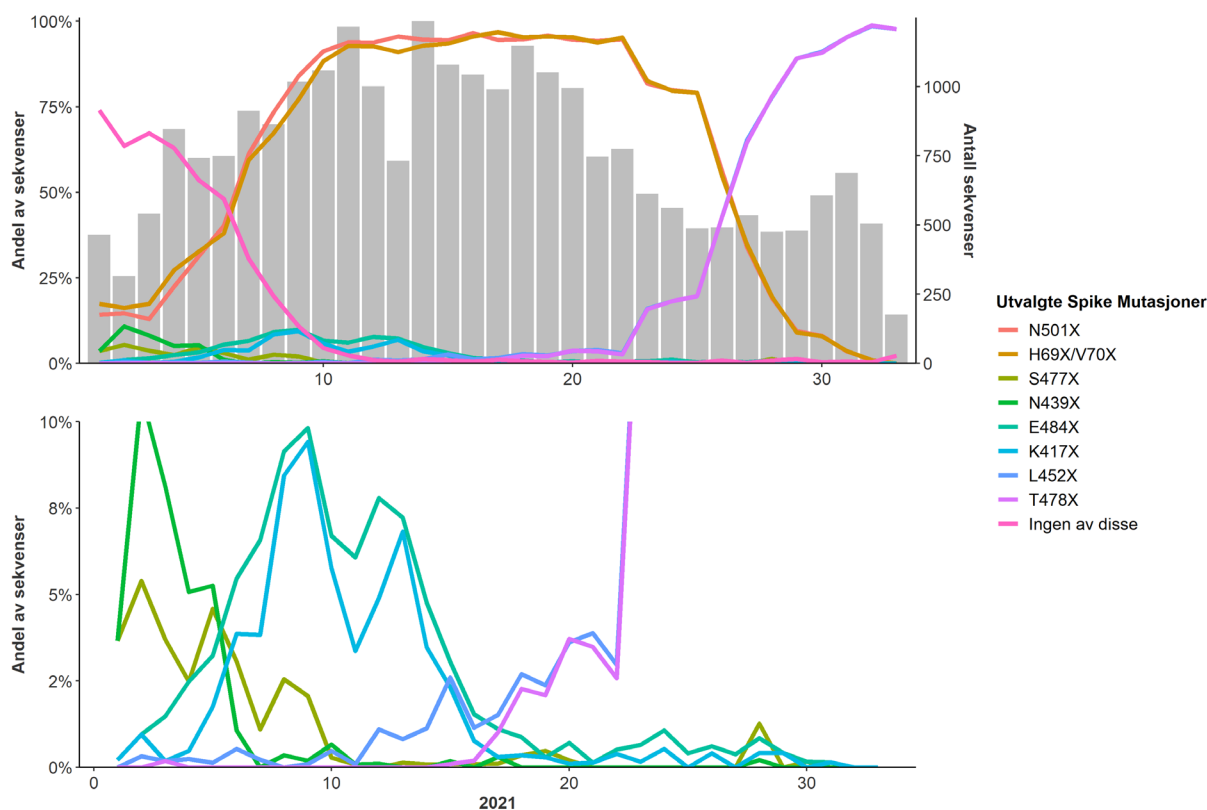 100%
75%
50%
25%
0%
Andel av sekvenser
1000
750
500
250
0
Antall sekvenser
10
20
30
10%
8%
5%
2%
0%
Andel av sekvenser
0
10
20
30
2021
Utvalgte Spike Mutasjoner
N501X
H69X/V70X
S477X
N439X
E484X
K417X
L452X
T478X
Ingen av disse